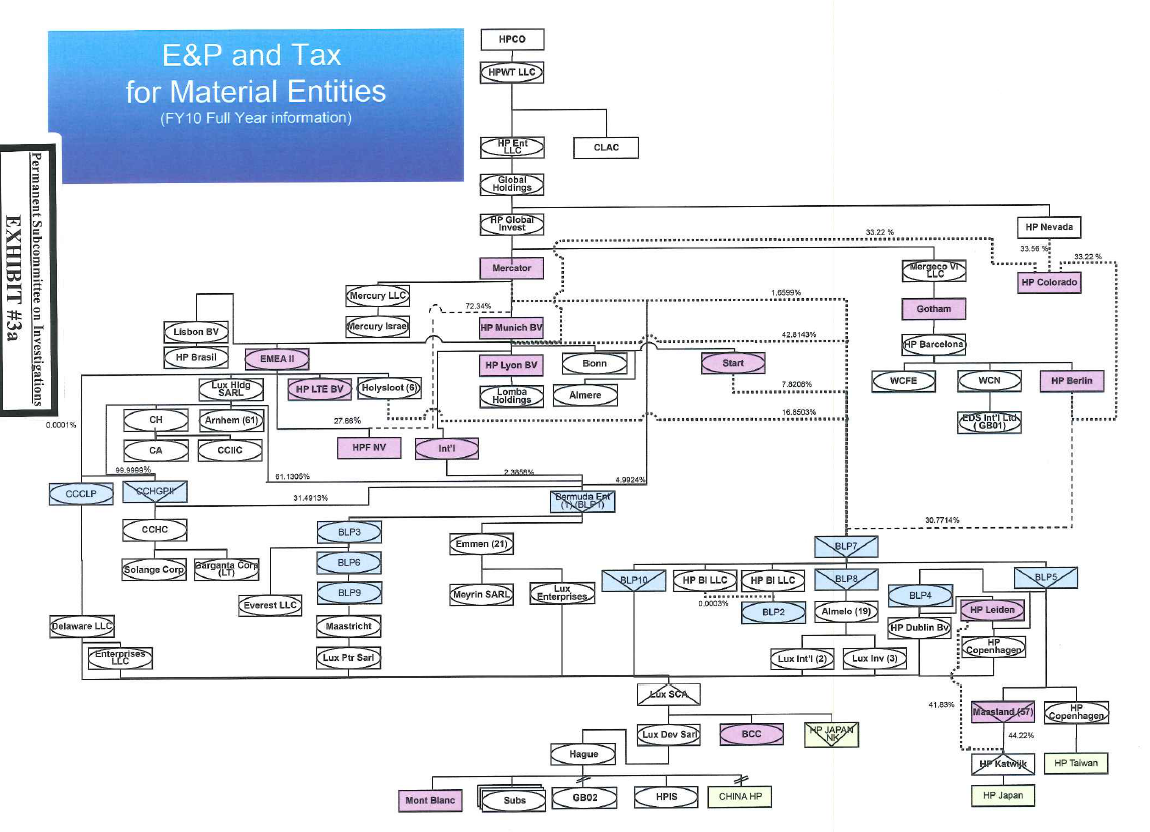 E&P and Tax
for Material Entities
(FY10 Full Year information)
Permanent Subcommittee on Investigations
EXHIBIT #3a
HPCO
HPWT LLC
HP Ent
LLC
CLAC
Global
Holdings
HP Global
Invest
HP Nevada
33.22 %
33.56 %
33.22 %
Mercator
Mergeco VI
LLC
HP Colorado
Mercury LLC
72.34%
1.6599%
Gotham
Lisbon BV
Mercury Israel
HP Munich BV
42.8143%
HP Barcelona
HP Brasil
EMEA II
HP Lyon BV
Bonn
Start
Lux Hldg
SARL
HP LTE BV
Holysloot (6)
Lomba
Holdings
Almere
7.8208%
WCFE
WCN
HP Berlin
CH
Arnhem (61)
27.66%
16.8503%
EDS Int'l Ltd
(GB01)
0.0001%
CA
CCIIC
HPF NV
Int'l
99.9999%
61.1305%
2.3858%
4.9924%
CCCLP
CCHGPII
31.4913%
Bermuda Ent
(1) (BLP1)
CCHC
BLP3
30.7714%
Emmen (21)
BLP7
Solange Corp
Garganta Corp
(LT)
BLP6
BLP10
HP BI LLC
HP BI LLC
BLP8
BLP5
Everest LLC
BLP9
Meyrin SARL
Lux
Enterprises
0.0003%
BLP2
BLP4
Almelo (19)
HP Leiden
Delaware LLC
Maastricht
HP Dublin Bv
HP
Copenhagen
Enterprises
LLC
Lux Ptr Sarl
Lux Int'l (2)
Lux Inv (3)
Lux SCA
41.83%
Maasland (57)
HP
Copenhagen
Lux Dev Sarl
BCC
HP JAPAN
NK
44.22%
Hague
HP Katwijk
HP Taiwan
Mont Blanc
Subs
GB02
HPIS
CHINA HP
HP Japan